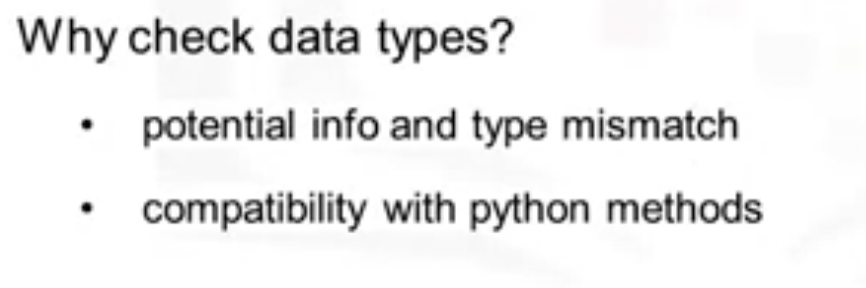 Why check data types?
• potential info and type mismatch
• compatibility with python methods